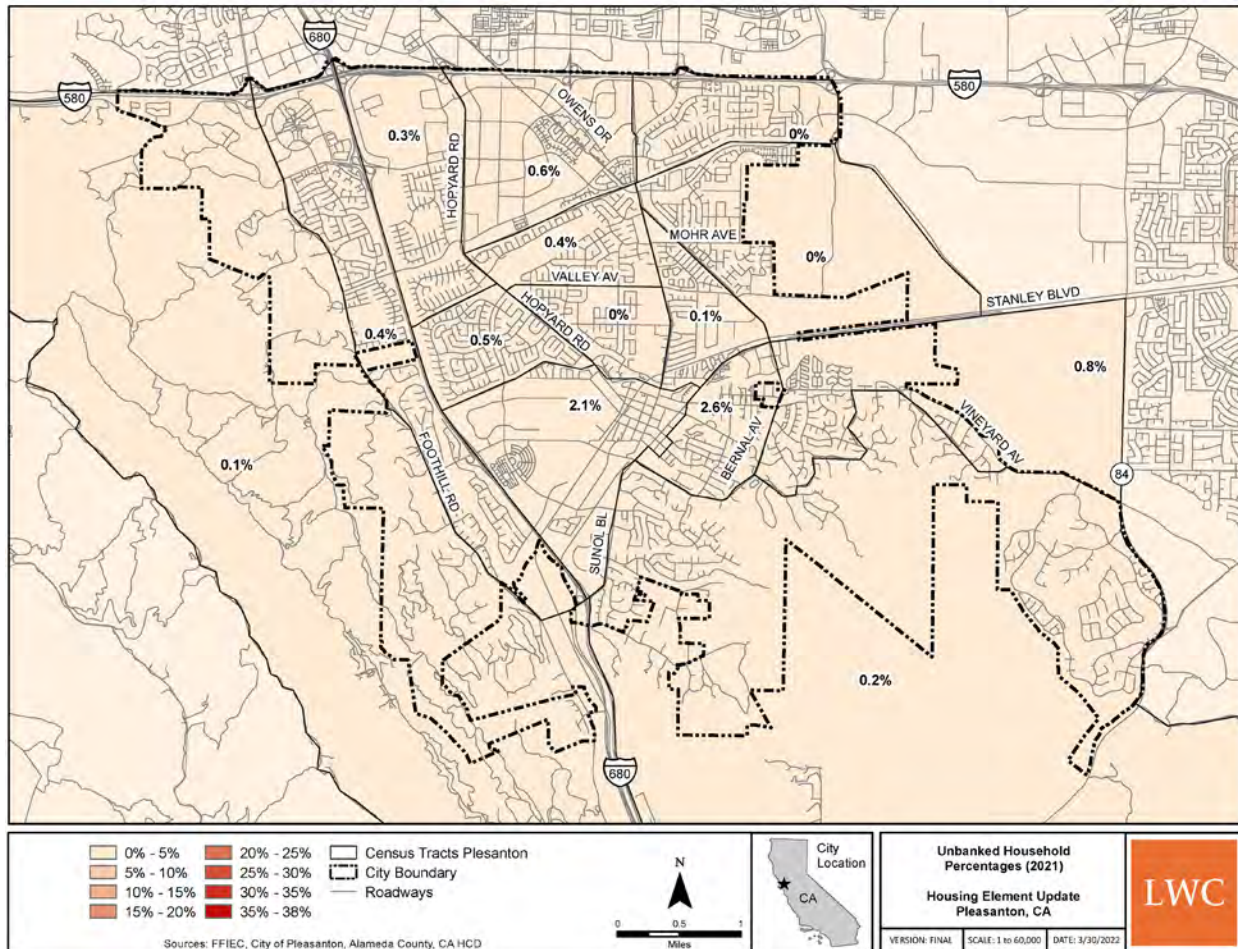 680
580
580
OWENS DR
0.3%
HOPYARD RD
0%
0.6%
MOHR AVE
0.4%
0%
VALLEY AV
STANLEY BLVD
HOPYARD RD
0%
0.1%
0.4%
0.5%
0.8%
2.1%
2.6%
VINEYARD AV
BERNAL AV
FOOTHILL RD
0.1%
84
SUNOL BL
0.2%
680
0% - 5%
5% - 10%
10% - 15%
15% - 20%
20% - 25%
25% - 30%
30% - 35%
35% - 38%
Census Tracts Plesanton
City Boundary
Roadways
Sources: FFIEC, City of Pleasanton, Alameda County, CA HCD
N
0 0.5 1
Miles
City
Location
CA
Unbanked Household
Percentages (2021)
Housing Element Update
Pleasanton, CA
VERSION: FINAL
SCALE: 1 to 60,000
DATE: 3/30/2022
LWC